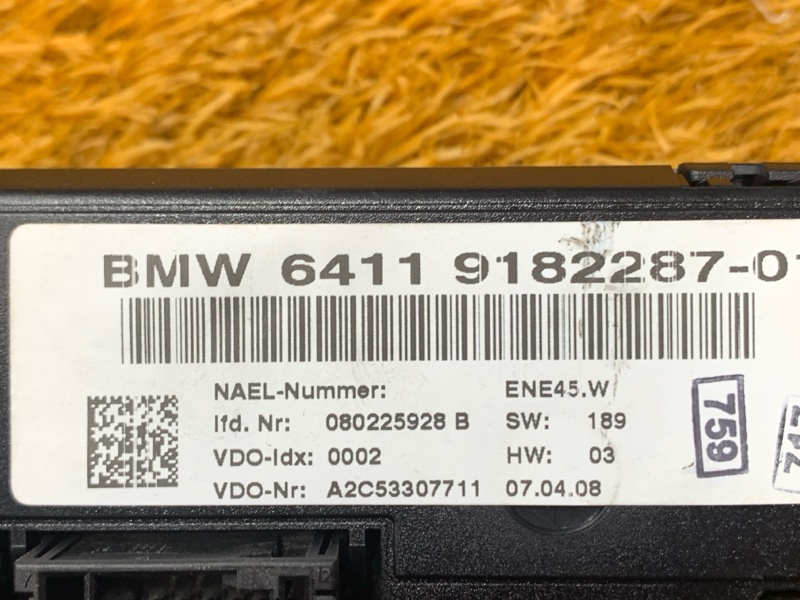 BMW 6411 9182287-01
NAEL-Nummer: ENE45.W
lfd. Nr: 080225928 B SW: 189
VDO-Idx: 0002 HW: 03
VDO-Nr: A2C53307711 07.04.08
759